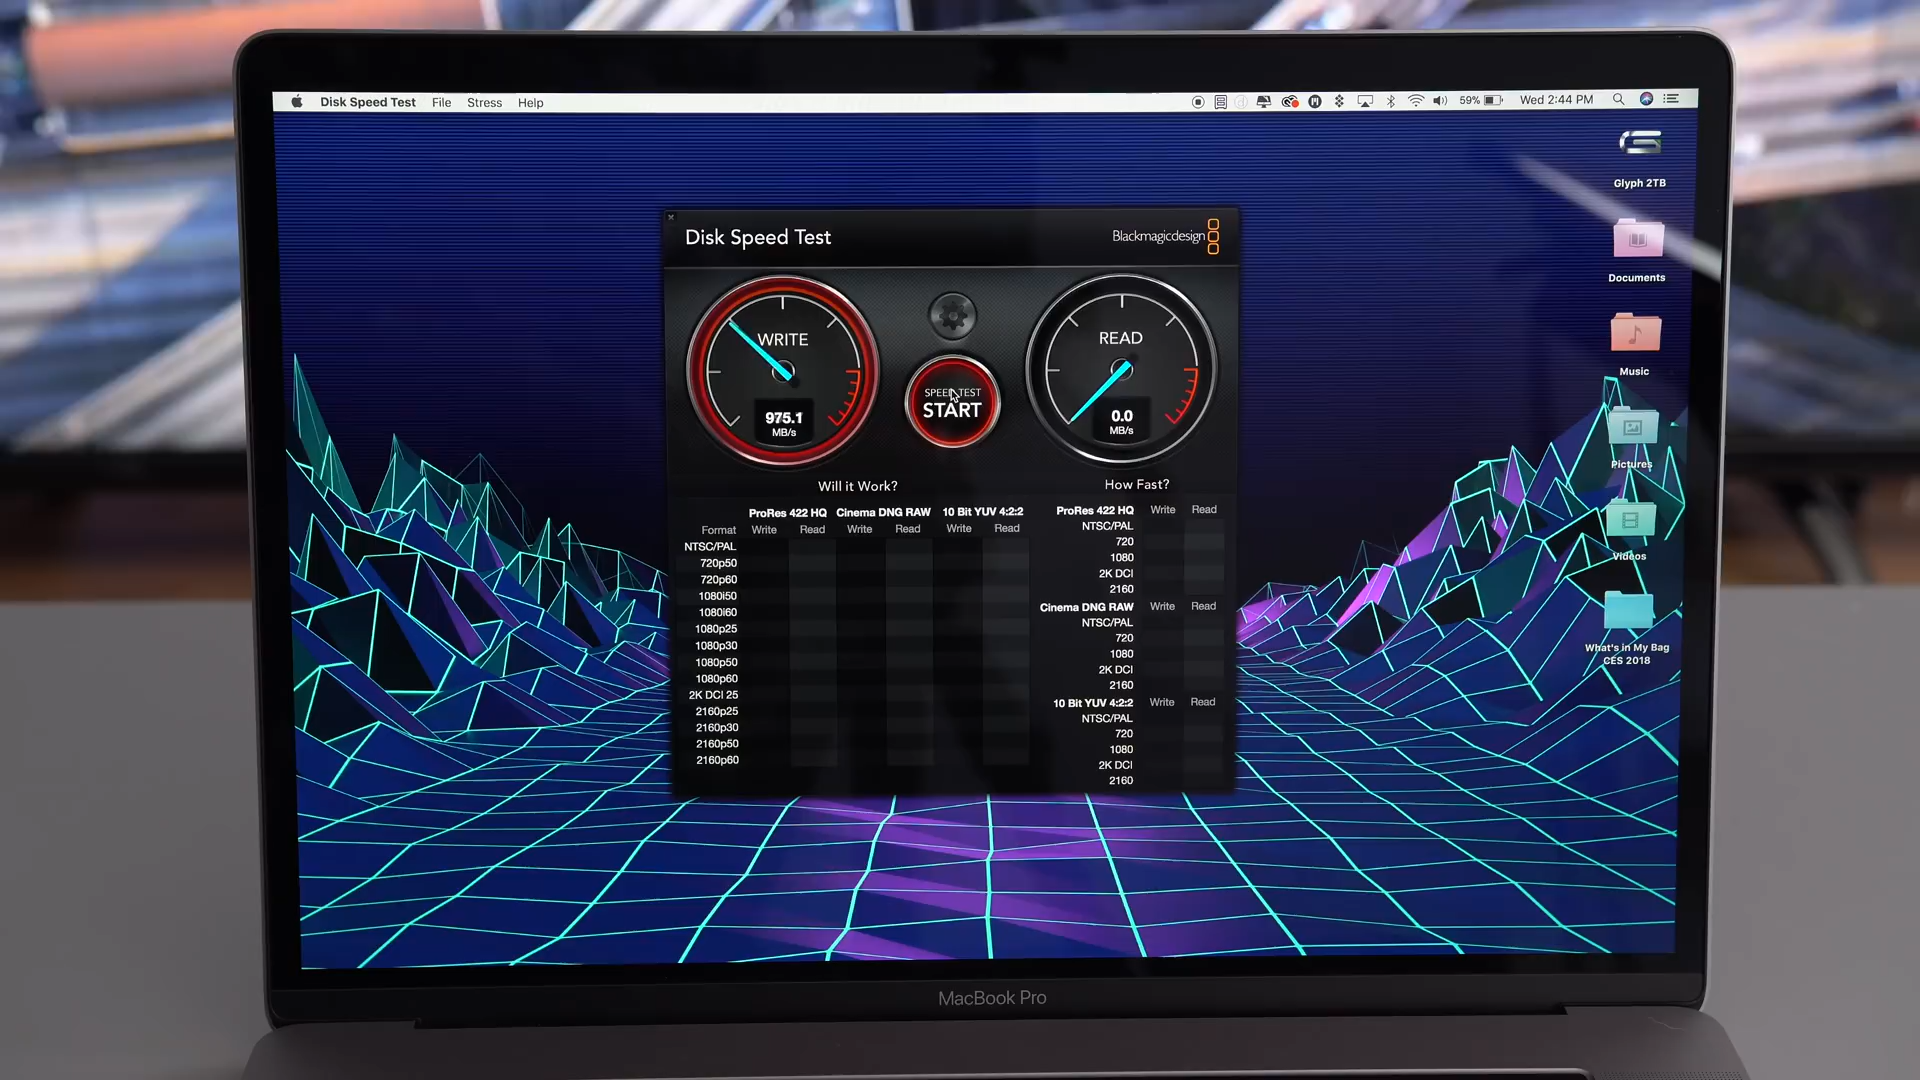 Disk Speed Test File Stress Help 59% Wed 2:44 PM
Glyph 2TB
Documents
Music
Pictures
Videos
What's in My Bag
CES 2018
Disk Speed Test
Blackmagicdesign
WRITE
975.1
MB/s
SPEED TEST
START
READ
0.0
MB/s
Will it Work?
ProRes 422 HQ Cinema DNG RAW 10 Bit YUV 4:2:2
Format Write Read Write Read Write Read
NTSC/PAL
720p50
720p60
1080i50
1080i60
1080p25
1080p30
1080p50
1080p60
2K DCI 25
2160p25
2160p30
2160p50
2160p60
How Fast?
ProRes 422 HQ Write Read
NTSC/PAL
720
1080
2K DCI
2160
Cinema DNG RAW Write Read
NTSC/PAL
720
1080
2K DCI
2160
10 Bit YUV 4:2:2 Write Read
NTSC/PAL
720
1080
2K DCI
2160
MacBook Pro